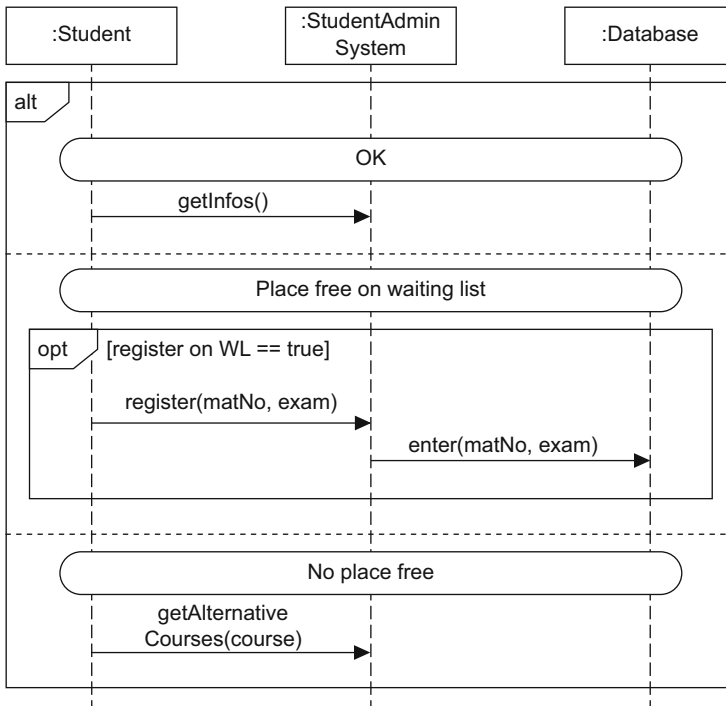 :Student
:StudentAdmin
System
:Database
alt
OK
getInfos()
Place free on waiting list
opt
[register on WL == true]
register(matNo, exam)
enter(matNo, exam)
No place free
getAlternative
Courses(course)